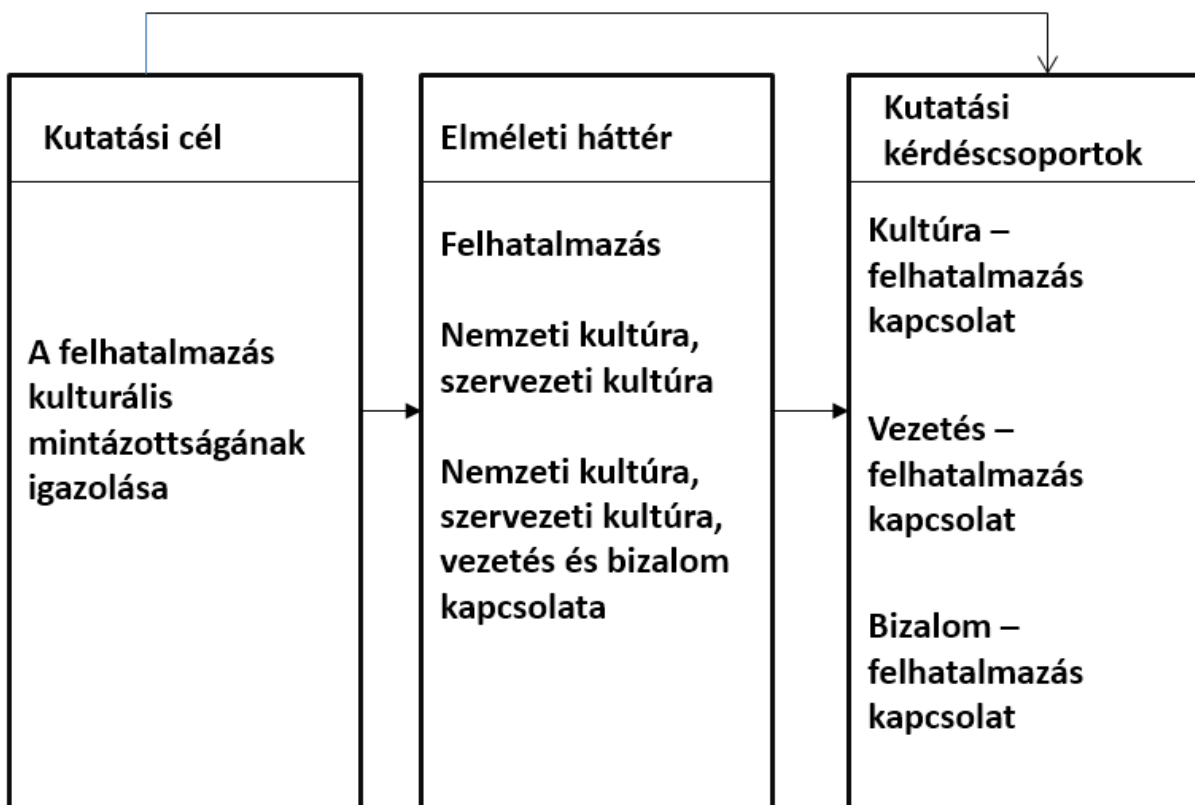 Kutatási cél
A felhatalmazás
kulturális
mintázottságának
igazolása
Elméleti háttér
Felhatalmazás
Nemzeti kultúra,
szervezeti kultúra
Nemzeti kultúra,
szervezeti kultúra,
vezetés és bizalom
kapcsolata
Kutatási
kérdéscsoportok
Kultúra –
felhatalmazás
kapcsolat
Vezetés –
felhatalmazás
kapcsolat
Bizalom –
felhatalmazás
kapcsolat